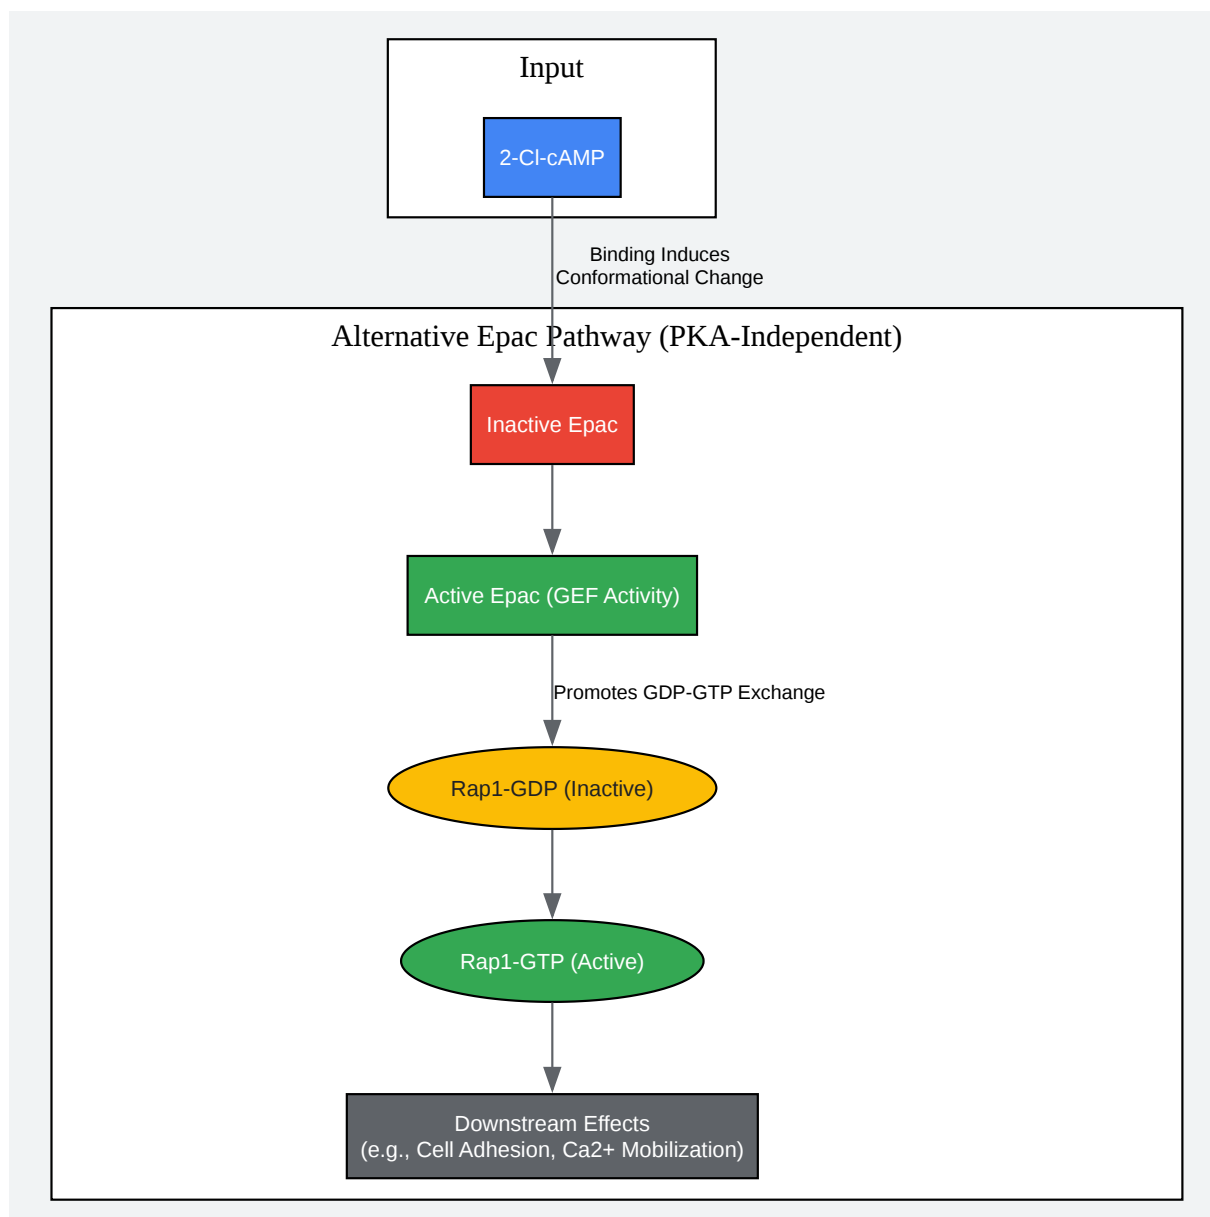 Input
2-Cl-cAMP
Binding Induces
Conformational Change
Alternative Epac Pathway (PKA-Independent)
Inactive Epac
Active Epac (GEF Activity)
Promotes GDP-GTP Exchange
Rap1-GDP (Inactive)
Rap1-GTP (Active)
Downstream Effects
(e.g., Cell Adhesion, Ca2+ Mobilization)